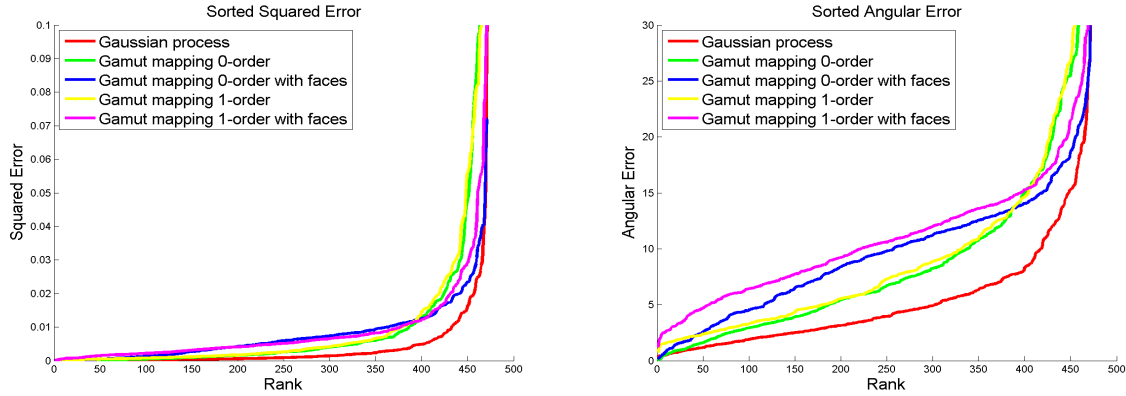 Sorted Squared Error
0.1
0.09
0.08
0.07
0.06
0.05
0.04
0.03
0.02
0.01
0
Squared Error
Gaussian process
Gamut mapping 0-order
Gamut mapping 0-order with faces
Gamut mapping 1-order
Gamut mapping 1-order with faces
0 50 100 150 200 250 300 350 400 450 500
Rank
Sorted Angular Error
30
25
20
15
10
5
0
Angular Error
Gaussian process
Gamut mapping 0-order
Gamut mapping 0-order with faces
Gamut mapping 1-order
Gamut mapping 1-order with faces
0 50 100 150 200 250 300 350 400 450 500
Rank